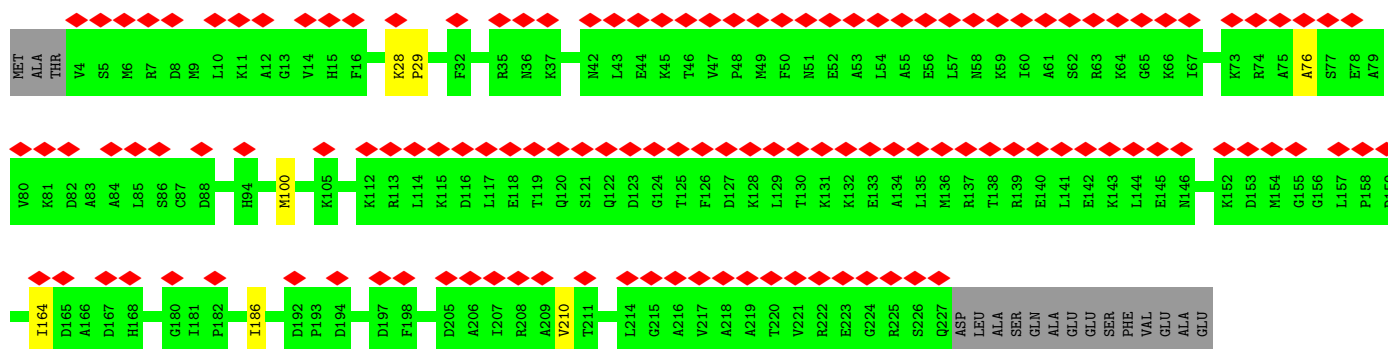 MET ALA THR V4 S5 M6 R7 D8 M9 L10 K11 A12 G13 V14 H15 F16 K28 P29 F32 R35 N36 K37 N42 L43 E44 K45 T46 V47 P48 M49 F50 N51 E52 A53 L54 A55 E56 L57 N58 K59 I60 A61 S62 R63 K64 G65 K66 I67 K73 R74 A75 A76 S77 E78 A79
V80 K81 D82 A83 A84 L85 S86 C87 D88 H94 M100 K105 K112 R113 L114 K115 D116 L117 E118 T119 Q120 S121 Q122 D123 G124 T125 F126 D127 K128 L129 T130 K131 K132 E133 A134 L135 M136 R137 T138 R139 E140 L141 E142 K143 L144 E145 N146 K152 D153 M154 G155 G156 L157 P158
I164 D165 A166 D167 H168 G180 I181 P182 I186 D192 P193 D194 D197 F198 D205 A206 I207 R208 A209 V210 T211 L214 G215 A216 V217 A218 A219 T220 V221 R222 E223 G224 R225 S226 Q227 ASP LEU ALA SER GLN ALA GLU GLU SER PHE VAL GLU ALA GLU